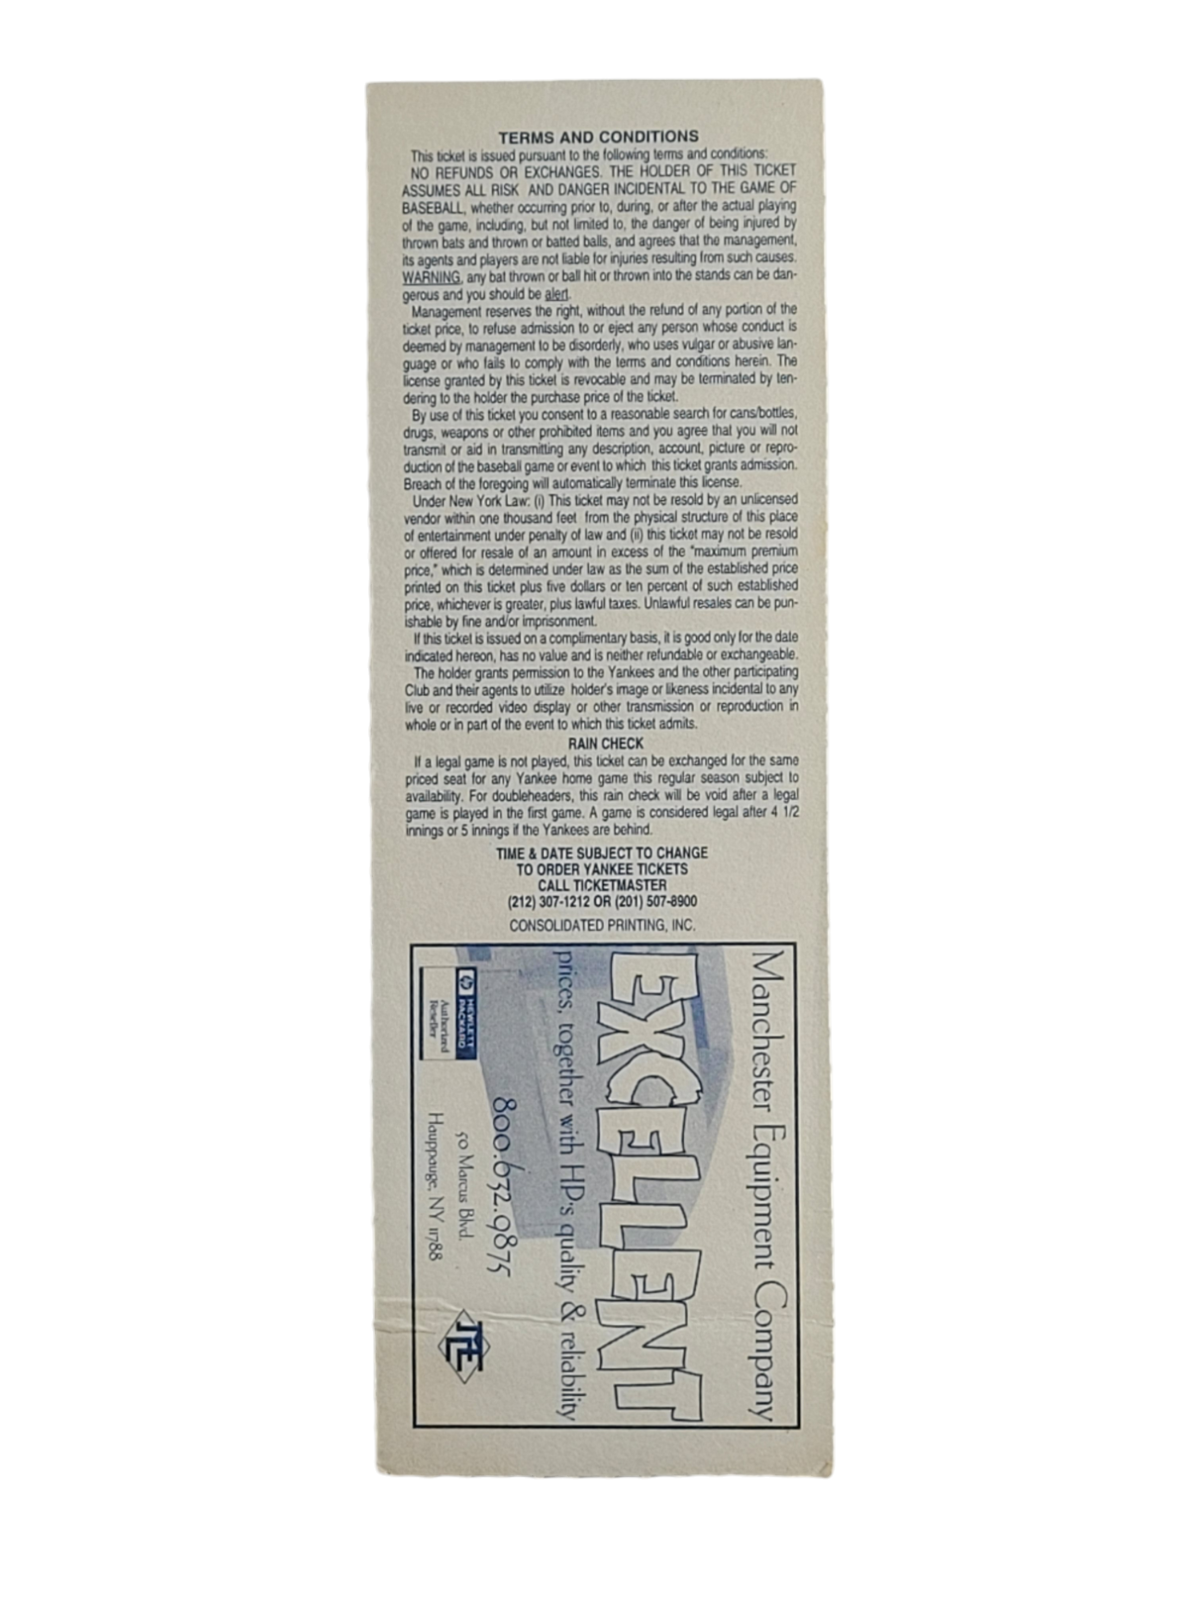 TERMS AND CONDITIONS
This ticket is issued pursuant to the following terms and conditions:
NO REFUNDS OR EXCHANGES. THE HOLDER OF THIS TICKET
ASSUMES ALL RISK AND DANGER INCIDENTAL TO THE GAME OF
BASEBALL, whether occurring prior to, during, or after the actual playing
of the game, including, but not limited to, the danger of being injured by
thrown bats and thrown or batted balls, and agrees that the management,
its agents and players are not liable for injuries resulting from such causes.
WARNING, any bat thrown or ball hit or thrown into the stands can be dan-
gerous and you should be alert.
Management reserves the right, without the refund of any portion of the
ticket price, to refuse admission to or eject any person whose conduct is
deemed by management to be disorderly, who uses vulgar or abusive lan-
guage or who fails to comply with the terms and conditions herein. The
license granted by this ticket is revocable and may be terminated by ten-
dering to the holder the purchase price of the ticket.
By use of this ticket you consent to a reasonable search for cans/bottles,
drugs, weapons or other prohibited items and you agree that you will not
transmit or aid in transmitting any description, account, picture or repro-
duction of the baseball game or event to which this ticket grants admission.
Breach of the foregoing will automatically terminate this license.
Under New York Law: (i) This ticket may not be resold by an unlicensed
vendor within one thousand feet from the physical structure of this place
of entertainment under penalty of law and (ii) this ticket may not be resold
or offered for resale of an amount in excess of the "maximum premium
price," which is determined under law as the sum of the established price
printed on this ticket plus five dollars or ten percent of such established
price, whichever is greater, plus lawful taxes. Unlawful resales can be pun-
ishable by fine and/or imprisonment.
If this ticket is issued on a complimentary basis, it is good only for the date
indicated hereon, has no value and is neither refundable or exchangeable.
The holder grants permission to the Yankees and the other participating
Club and their agents to utilize holder's image or likeness incidental to any
live or recorded video display or other transmission or reproduction in
whole or in part of the event to which this ticket admits.
RAIN CHECK
If a legal game is not played, this ticket can be exchanged for the same
priced seat for any Yankee home game this regular season subject to
availability. For doubleheaders, this rain check will be void after a legal
game is played in the first game. A game is considered legal after 4 1/2
innings or 5 innings if the Yankees are behind.
TIME & DATE SUBJECT TO CHANGE
TO ORDER YANKEE TICKETS
CALL TICKETMASTER
(212) 307-1212 OR (201) 507-8900
CONSOLIDATED PRINTING, INC.
Manchester Equipment Company
EXCELLENT
prices, together with HP's quality & reliability
800.632.9875
50 Marcus Blvd.
Hauppauge, NY 11788
hp HEWLETT
PACKARD
Authorized
Reseller